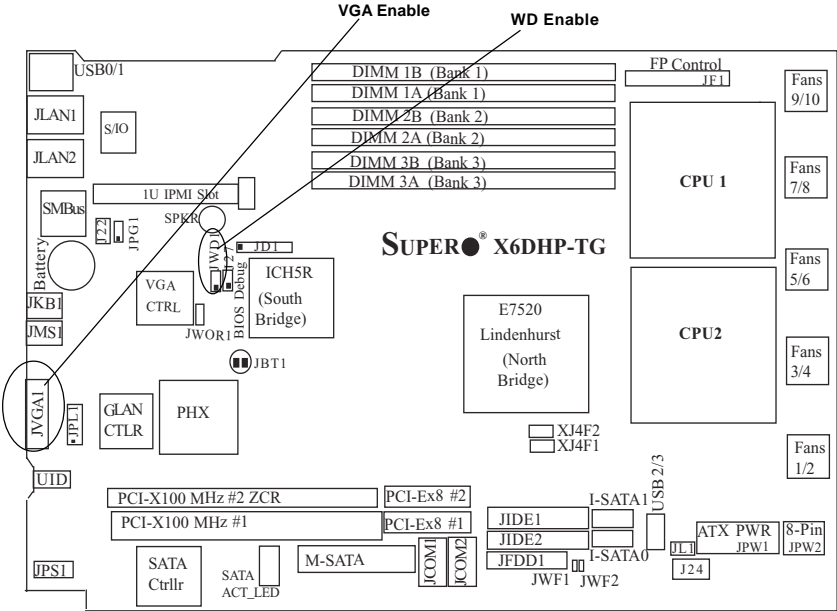 VGA Enable
WD Enable
USB0/1
DIMM 1B (Bank 1)
DIMM 1A (Bank 1)
DIMM 2B (Bank 2)
DIMM 2A (Bank 2)
DIMM 3B (Bank 3)
DIMM 3A (Bank 3)
FP Control
JF1
Fans
9/10
JLAN1
S/IO
JLAN2
CPU 1
Fans
7/8
1U IPMI Slot
SMBus
SPKR
J22
JPG1
JWD1
J27
JD1
SUPER® X6DHP-TG
Battery
VGA
CTRL
BIOS Debug
ICH5R
(South
Bridge)
Fans
5/6
JKB1
JMS1
JWOR1
E7520
Lindenhurst
(North
Bridge)
CPU2
JBT1
Fans
3/4
JVGA1
JPL1
GLAN
CTLR
PHX
XJ4F2
XJ4F1
Fans
1/2
UID
USB 2/3
PCI-X100 MHz #2 ZCR
PCI-Ex8 #2
I-SATA1
PCI-X100 MHz #1
PCI-Ex8 #1
JIDE1
JIDE2
I-SATA0
ATX PWR
JPW1
8-Pin
JPW2
JPS1
SATA
Ctrllr
SATA
ACT_LED
M-SATA
JCOM1
JCOM2
JFDD1
JWF1
JWF2
JL1
J24